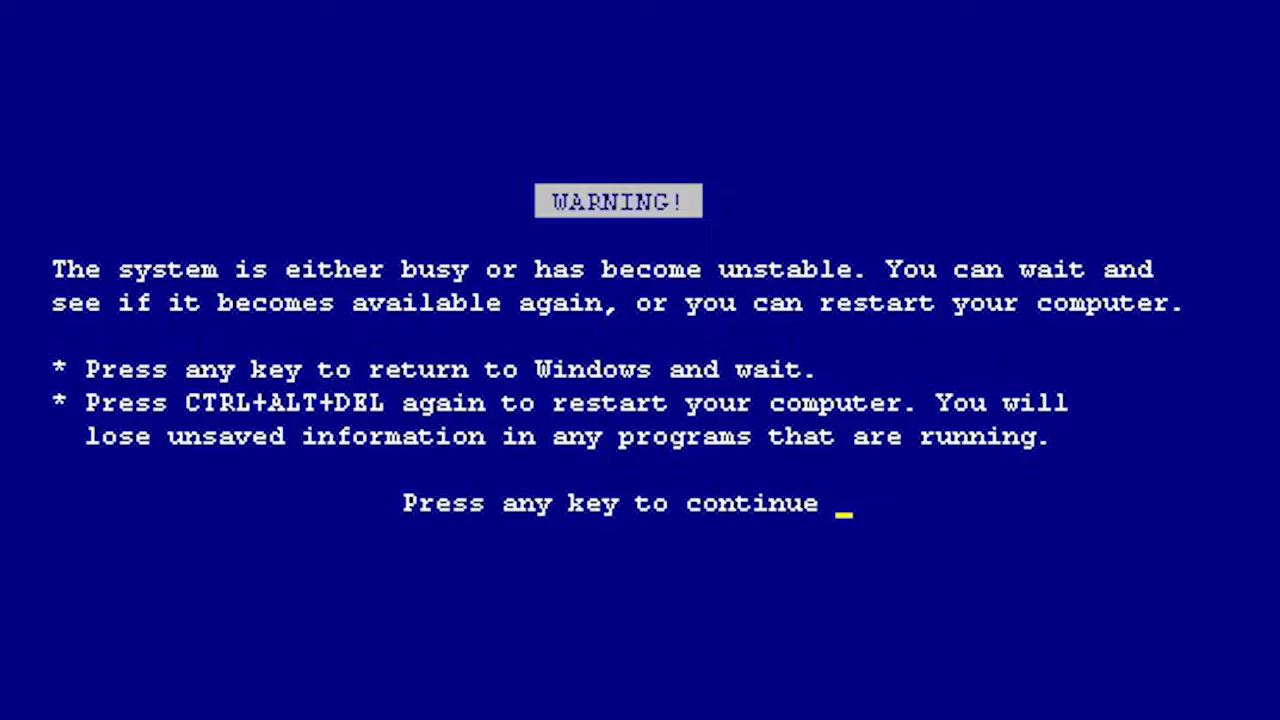 WARNING!
The system is either busy or has become unstable. You can wait and
see if it becomes available again, or you can restart your computer.
* Press any key to return to Windows and wait.
* Press CTRL+ALT+DEL again to restart your computer. You will
lose unsaved information in any programs that are running.
Press any key to continue _